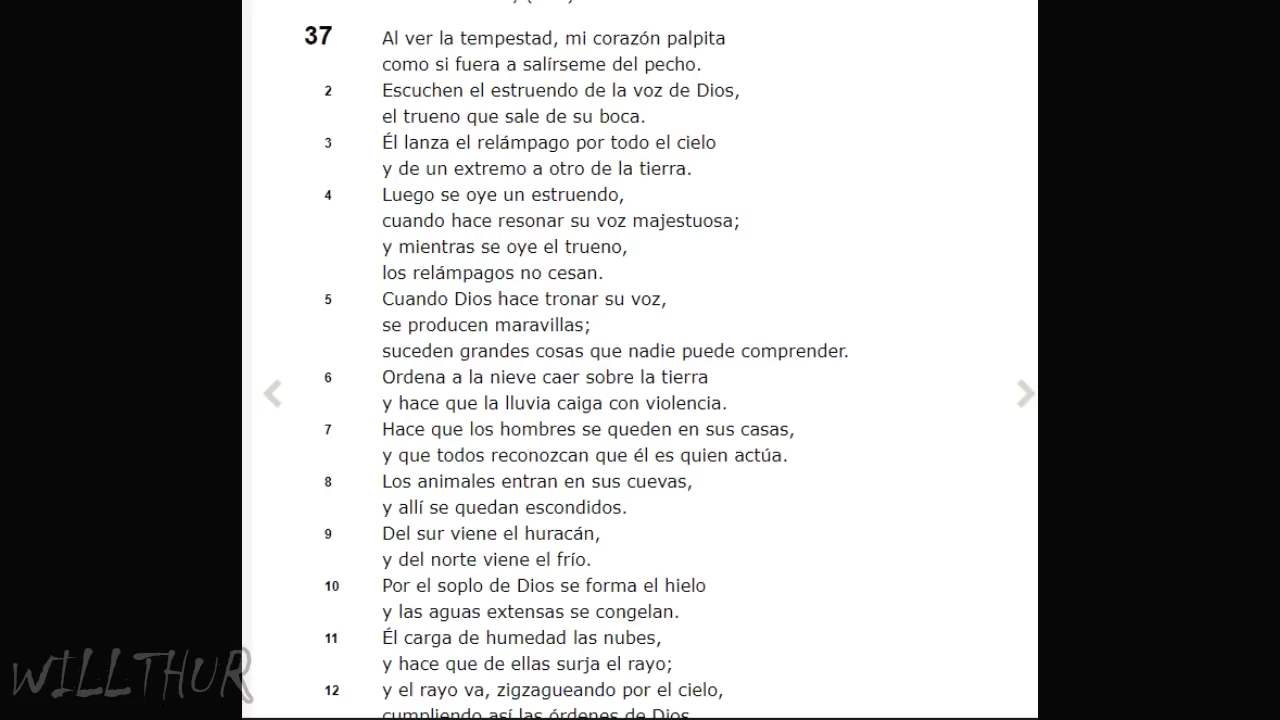 37 Al ver la tempestad, mi corazón palpita
como si fuera a salírseme del pecho.
2 Escuchen el estruendo de la voz de Dios,
el trueno que sale de su boca.
3 Él lanza el relámpago por todo el cielo
y de un extremo a otro de la tierra.
4 Luego se oye un estruendo,
cuando hace resonar su voz majestuosa;
y mientras se oye el trueno,
los relámpagos no cesan.
5 Cuando Dios hace tronar su voz,
se producen maravillas;
suceden grandes cosas que nadie puede comprender.
6 Ordena a la nieve caer sobre la tierra
y hace que la lluvia caiga con violencia.
7 Hace que los hombres se queden en sus casas,
y que todos reconozcan que él es quien actúa.
8 Los animales entran en sus cuevas,
y allí se quedan escondidos.
9 Del sur viene el huracán,
y del norte viene el frío.
10 Por el soplo de Dios se forma el hielo
y las aguas extensas se congelan.
11 Él carga de humedad las nubes,
y hace que de ellas surja el rayo;
12 y el rayo va, zigzagueando por el cielo,
cumpliendo así las órdenes de Dios
WILLTHUR